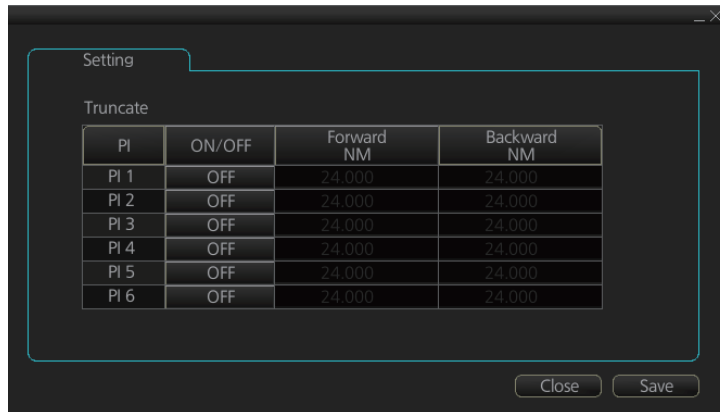 Setting
Truncate
PI ON/OFF Forward NM Backward NM
PI 1 OFF 24.000 24.000
PI 2 OFF 24.000 24.000
PI 3 OFF 24.000 24.000
PI 4 OFF 24.000 24.000
PI 5 OFF 24.000 24.000
PI 6 OFF 24.000 24.000
Close Save